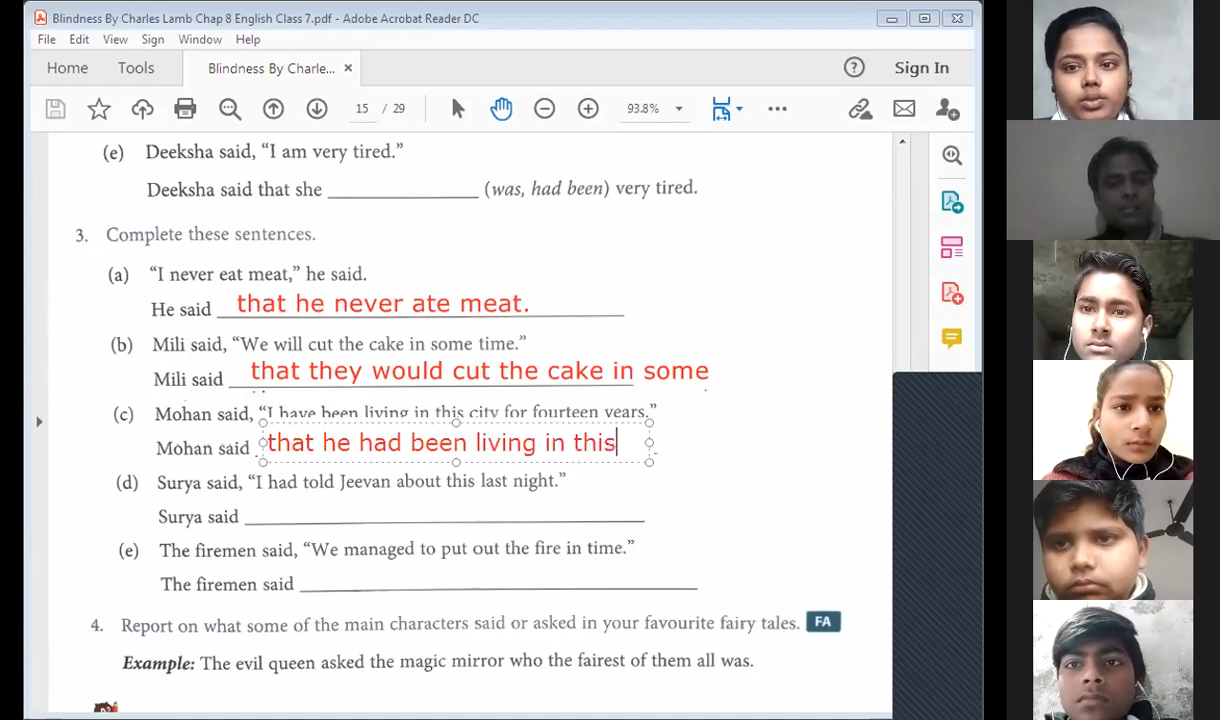 Blindness By Charles Lamb Chap 8 English Class 7.pdf - Adobe Acrobat Reader DC
File Edit View Sign Window Help
Home Tools Blindness By Charle... × Sign In
15 / 29 93.8%
(e) Deeksha said, “I am very tired.”
Deeksha said that she __________ (was, had been) very tired.
3. Complete these sentences.
(a) “I never eat meat,” he said.
He said that he never ate meat.
(b) Mili said, “We will cut the cake in some time.”
Mili said that they would cut the cake in some
(c) Mohan said, “I have been living in this city for fourteen years.”
Mohan said that he had been living in this
(d) Surya said, “I had told Jeevan about this last night.”
Surya said __________
(e) The firemen said, “We managed to put out the fire in time.”
The firemen said __________
4. Report on what some of the main characters said or asked in your favourite fairy tales. FA
Example: The evil queen asked the magic mirror who the fairest of them all was.